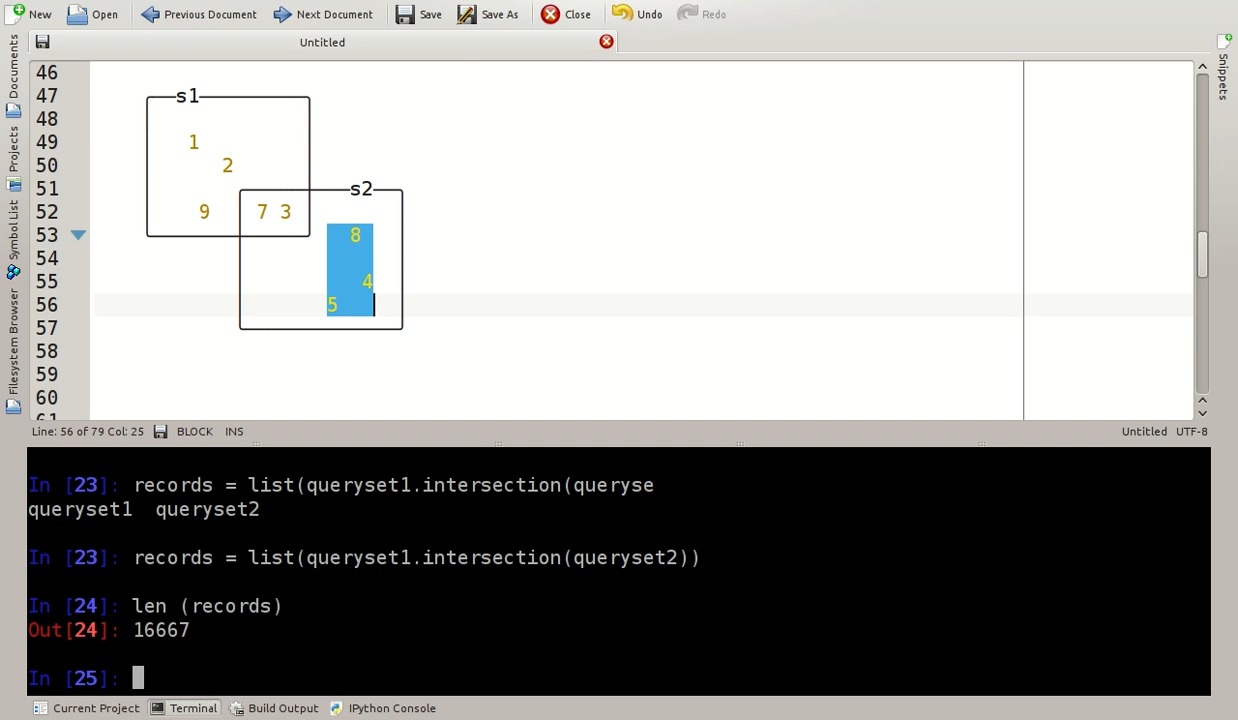 New Open Previous Document Next Document Save Save As Close Undo Redo
Untitled
Documents
Projects
Symbol List
Filesystem Browser
Snippets
46
47 s1
48
49 1
50 2
51 s2
52 9 7 3
53 8
54
55 4
56 5
57
58
59
60
61
Line: 56 of 79 Col: 25 BLOCK INS Untitled UTF-8
In [23]: records = list(queryset1.intersection(queryse
queryset1 queryset2
In [23]: records = list(queryset1.intersection(queryset2))
In [24]: len (records)
Out[24]: 16667
In [25]:
Current Project Terminal Build Output IPython Console